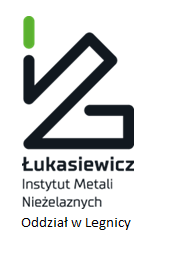 Łukasiewicz
Instytut Metali
Nieżelaznych
Oddział w Legnicy